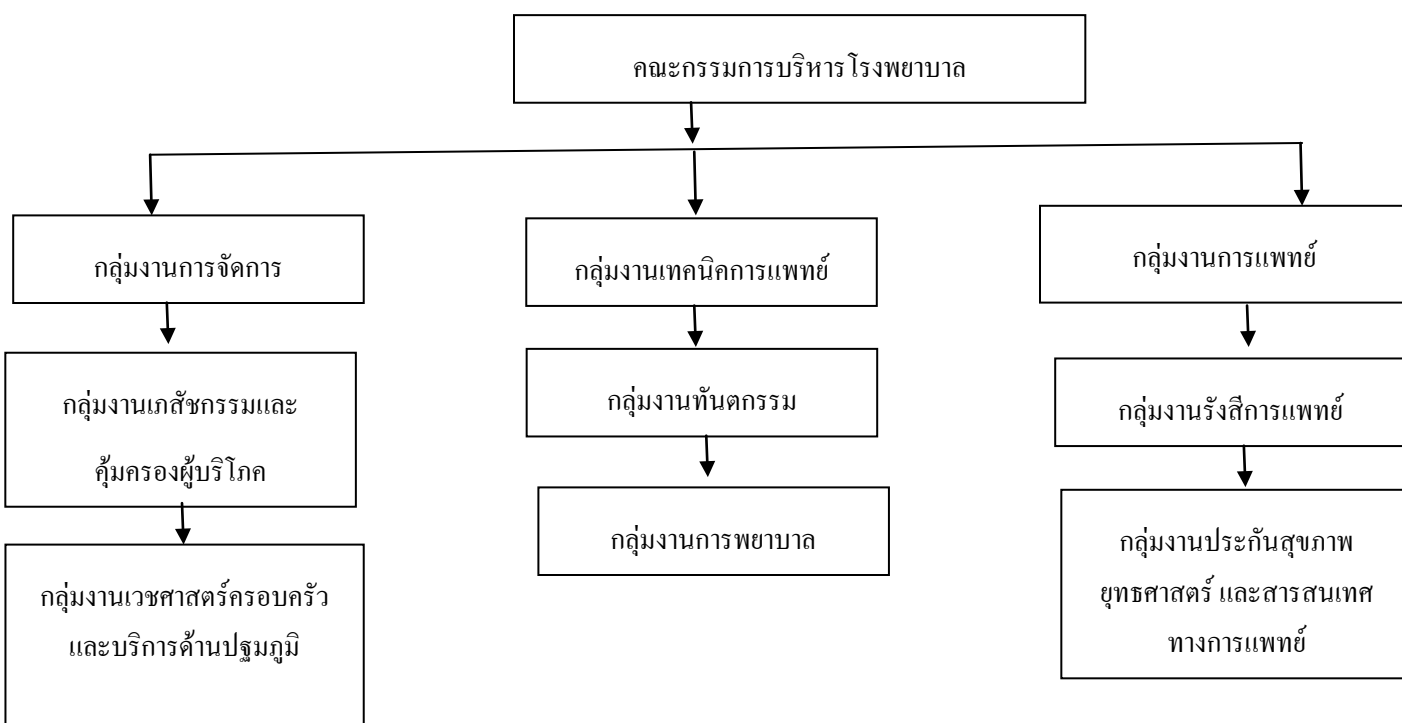 คณะกรรมการบริหารโรงพยาบาล
กลุ่มงานการจัดการ
กลุ่มงานเทคนิคการแพทย์
กลุ่มงานการแพทย์
กลุ่มงานเภสัชกรรมและ
คุ้มครองผู้บริโภค
กลุ่มงานทันตกรรม
กลุ่มงานรังสีการแพทย์
กลุ่มงานเวชศาสตร์ครอบครัว
และบริการด้านปฐมภูมิ
กลุ่มงานการพยาบาล
กลุ่มงานประกันสุขภาพ
ยุทธศาสตร์ และสารสนเทศ
ทางการแพทย์